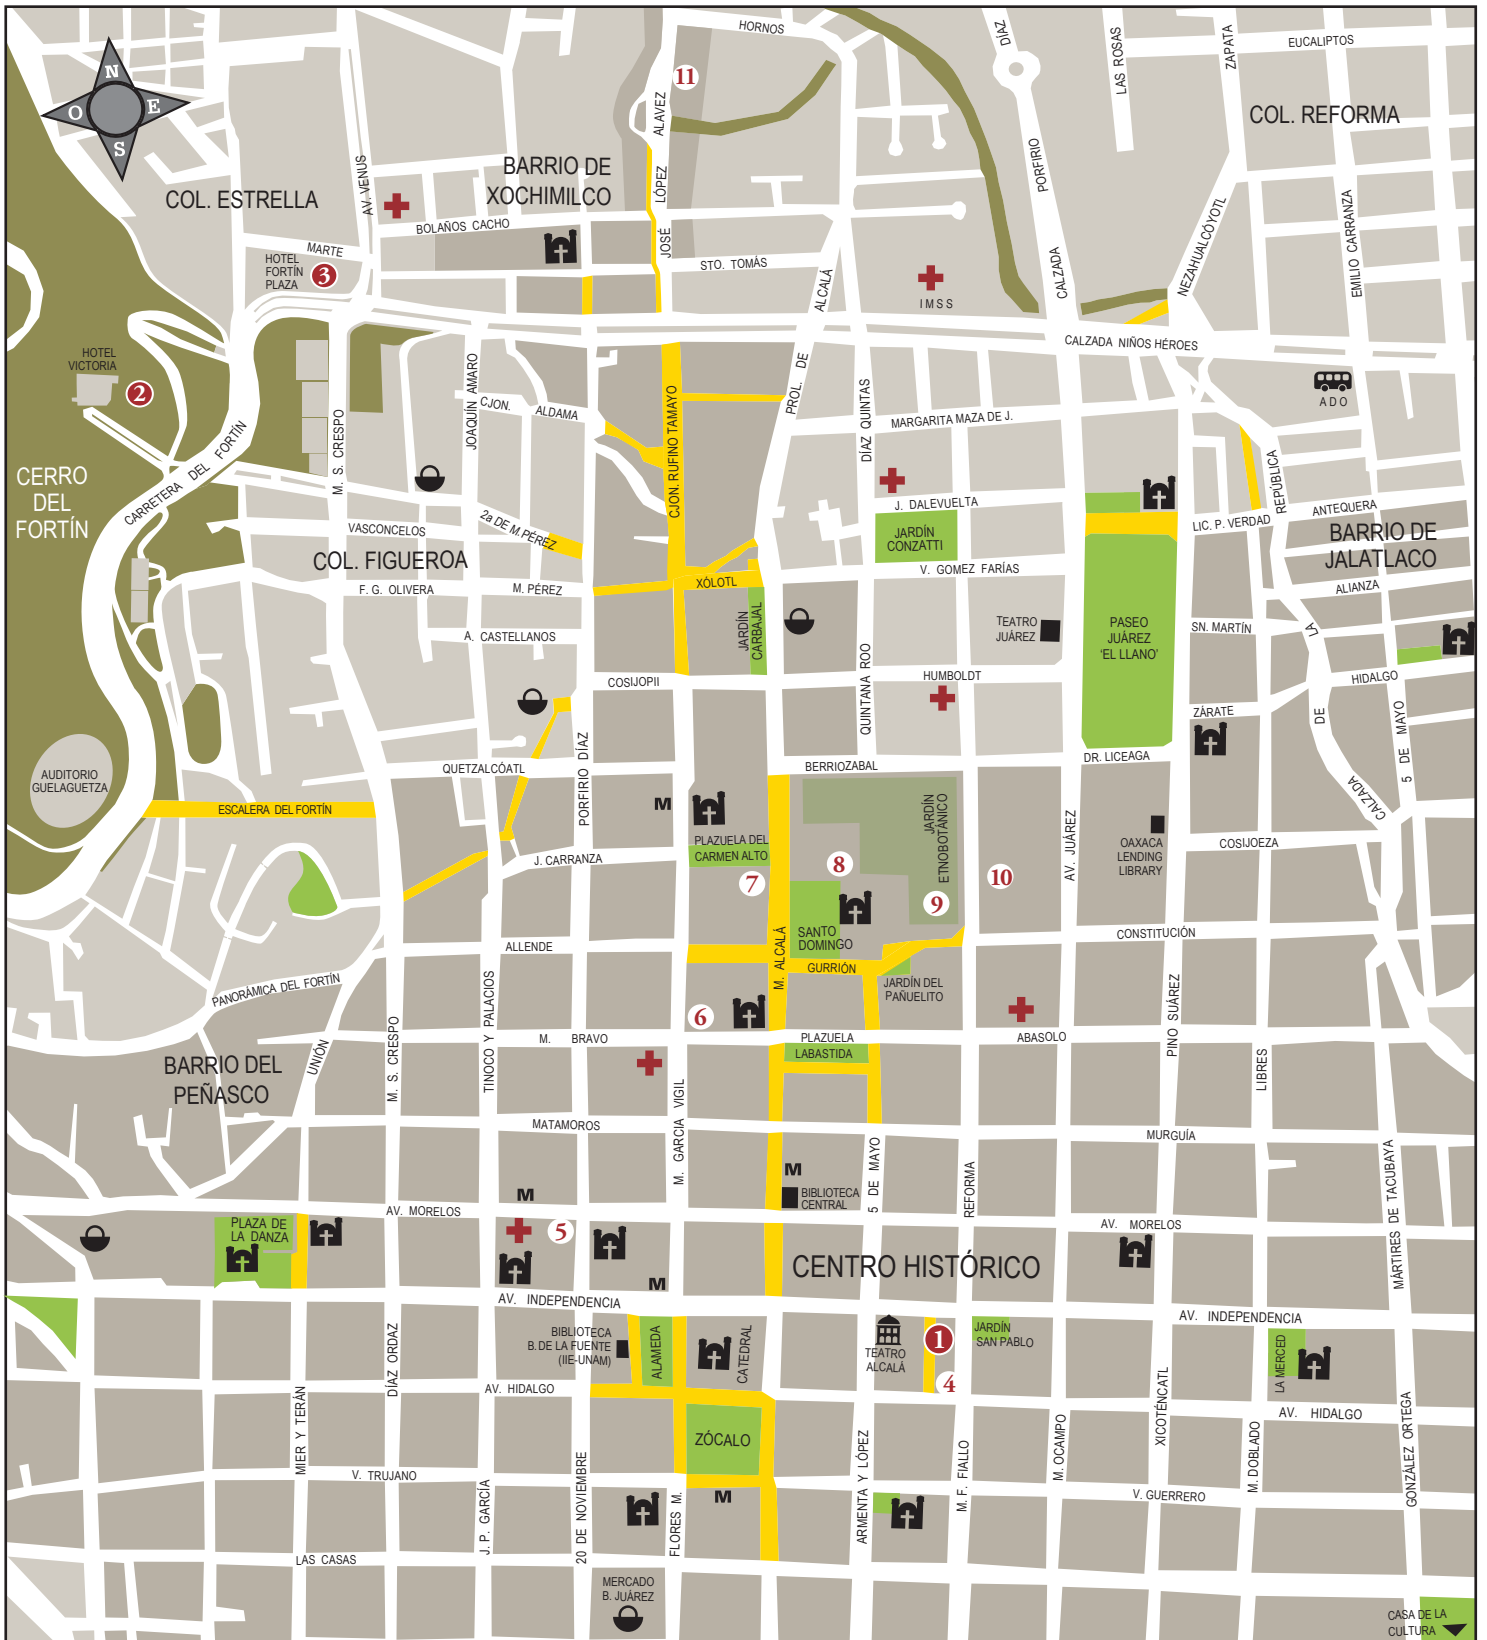 HORNOS
DÍAZ
LAS ROSAS
ZAPATA
EUCALIPTOS
N
O
E
S
11
ALAVEZ
LÓPEZ
JOSÉ
COL. REFORMA
BARRIO DE
XOCHIMILCO
COL. ESTRELLA
AV. VENUS
BOLAÑOS CACHO
PORFIRIO
CALZADA
NEZAHUALCÓYOTL
EMILIO CARRANZA
MARTE
HOTEL
FORTÍN
PLAZA
3
STO. TOMÁS
ALCALÁ
PROL. DE
IMSS
CALZADA NIÑOS HÉROES
HOTEL
VICTORIA
2
ADO
JOAQUÍN AMARO
CJON. ALDAMA
CJON. RUFINO TAMAYO
DÍAZ QUINTAS
MARGARITA MAZA DE J.
M. S. CRESPO
CARRETERA DEL FORTÍN
CERRO
DEL
FORTÍN
REPÚBLICA
LA
DE
CALZADA
J. DALEVUELTA
ANTEQUERA
LIC. P. VERDAD
BARRIO DE
JALATLACO
VASCONCELOS
2a DE M. PÉREZ
JARDÍN
CONZATTI
COL. FIGUEROA
V. GOMEZ FARÍAS
F. G. OLIVERA
M. PÉREZ
XÓLOTL
ALIANZA
JARDÍN
CARBAJAL
TEATRO
JUÁREZ
PASEO
JUÁREZ
'EL LLANO'
SN. MARTÍN
A. CASTELLANOS
QUINTANA ROO
COSIJOPII
HUMBOLDT
HIDALGO
ZÁRATE
5 DE MAYO
PORFIRIO DÍAZ
DR. LICEAGA
QUETZALCÓATL
BERRIOZABAL
AUDITORIO
GUELAGUETZA
ESCALERA DEL FORTÍN
M
PLAZUELA DEL
CARMEN ALTO
JARDÍN
ETNOBOTÁNICO
AV. JUÁREZ
OAXACA
LENDING
LIBRARY
COSIJOEZA
J. CARRANZA
7
8
9
10
M. ALCALÁ
SANTO
DOMINGO
CONSTITUCIÓN
ALLENDE
GURRIÓN
JARDÍN DEL
PAÑUELITO
PANORÁMICA DEL FORTÍN
TINOCO Y PALACIOS
6
PINO SUÁREZ
M. BRAVO
PLAZUELA
LABASTIDA
ABASOLO
UNIÓN
M. S. CRESPO
BARRIO DEL
PEÑASCO
M. GARCIA VIGIL
LIBRES
MATAMOROS
MURGUÍA
5 DE MAYO
REFORMA
MÁRTIRES DE TACUBAYA
M
BIBLIOTECA
CENTRAL
M
AV. MORELOS
AV. MORELOS
PLAZA DE
LA DANZA
5
CENTRO HISTÓRICO
M
AV. INDEPENDENCIA
AV. INDEPENDENCIA
BIBLIOTECA
B. DE LA FUENTE
(IIE-UNAM)
ALAMEDA
CATEDRAL
TEATRO
ALCALÁ
1
JARDÍN
SAN PABLO
LA MERCED
DÍAZ ORDAZ
AV. HIDALGO
4
AV. HIDALGO
MIER Y TERÁN
ZÓCALO
XICOTÉNCATL
M. OCAMPO
M. DOBLADO
GONZÁLEZ ORTEGA
V. TRUJANO
J. P. GARCÍA
20 DE NOVIEMBRE
FLORES M.
M
ARMENTA Y LÓPEZ
M. F. FIALLO
V. GUERRERO
LAS CASAS
MERCADO
B. JUÁREZ
CASA DE LA
CULTURA